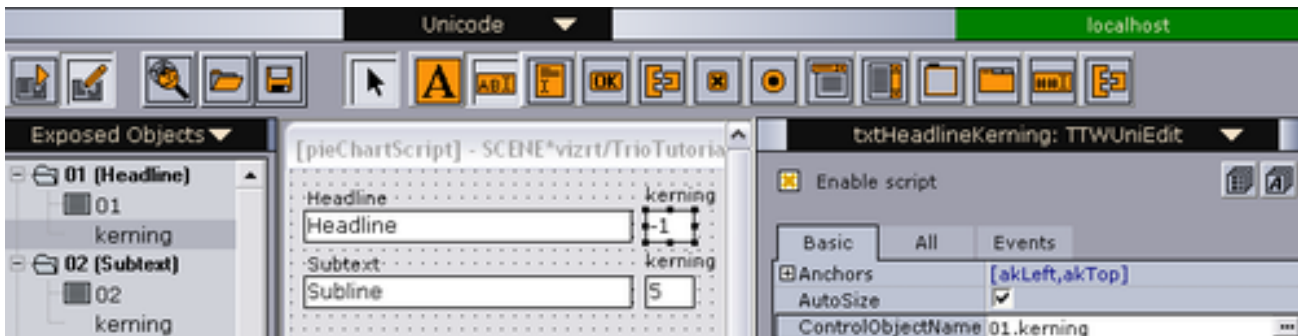 Unicode
localhost
A
ABI
OK
Exposed Objects
01 (Headline)
01
kerning
02 (Subtext)
02
kerning
[pieChartScript] - SCENE*vizrt/TrioTutoria
Headline kerning
Headline -1
Subtext kerning
Subline 5
txtHeadlineKerning: TTWUniEdit
Enable script
A
Basic All Events
Anchors [akLeft,akTop]
AutoSize
ControlObjectName 01.kerning ...